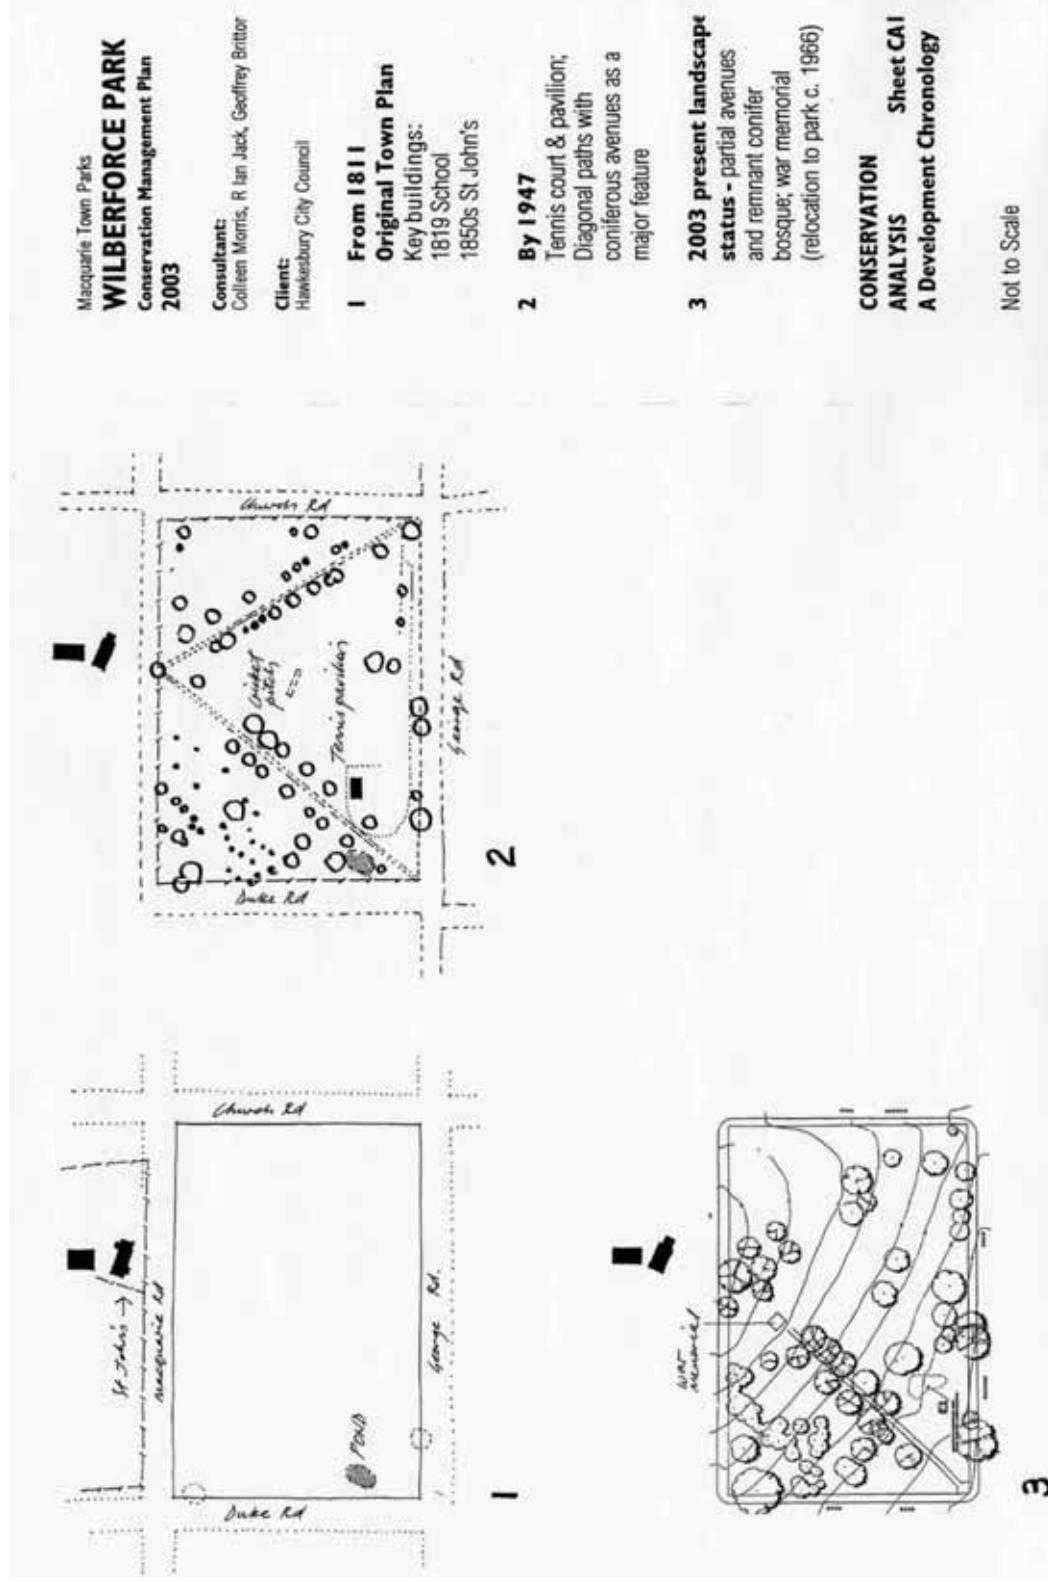 Macquarie Town Parks
WILBERFORCE PARK
Conservation Management Plan
2003
Consultant:
Colleen Morris, R Ian Jack, Geoffrey Brittor
Client:
Hawkesbury City Council
1 From 1811
Original Town Plan
Key buildings:
1819 School
1850s St John's
2 By 1947
Tennis court & pavilion;
Diagonal paths with
coniferous avenues as a
major feature
3 2003 present landscape
status - partial avenues
and remnant conifer
bosque; war memorial
(relocation to park c. 1966)
CONSERVATION
ANALYSIS Sheet CA1
A Development Chronology
Not to Scale
St John's →
Macquarie Rd
Church Rd
Duke Rd
POND
George Rd.
1
Church Rd
Cricket
pitch
Tennis pavilion
Duke Rd
George Rd
2
War
Memorial
3